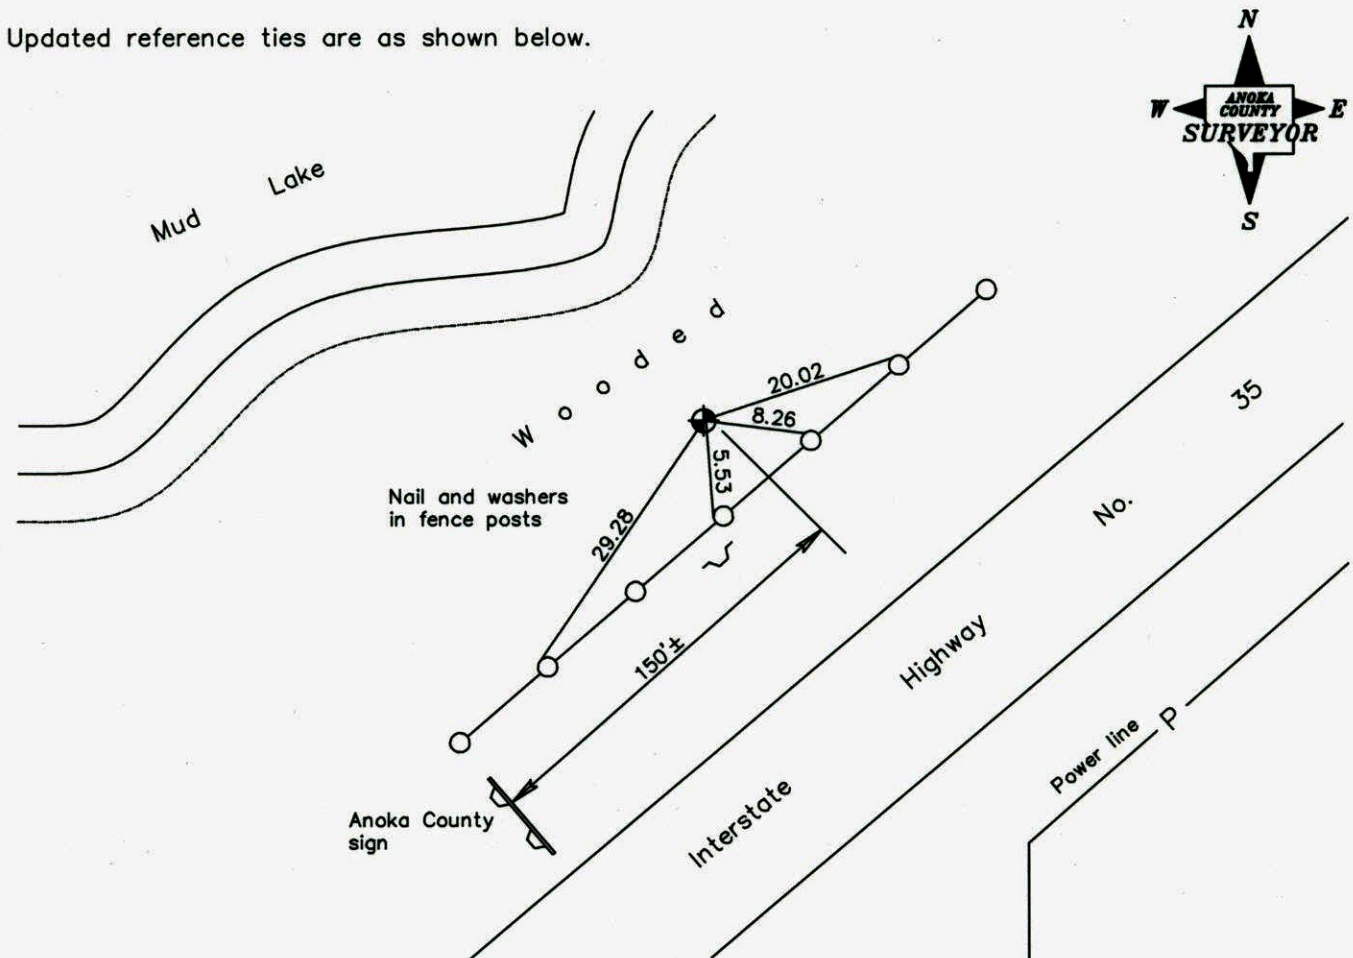 Updated reference ties are as shown below.
N
W
ANOKA
COUNTY
SURVEYOR
E
S
Mud Lake
Wooded
20.02
8.26
5.53
29.28
Nail and washers
in fence posts
150'±
Anoka County
sign
Interstate Highway No. 35
Power line P